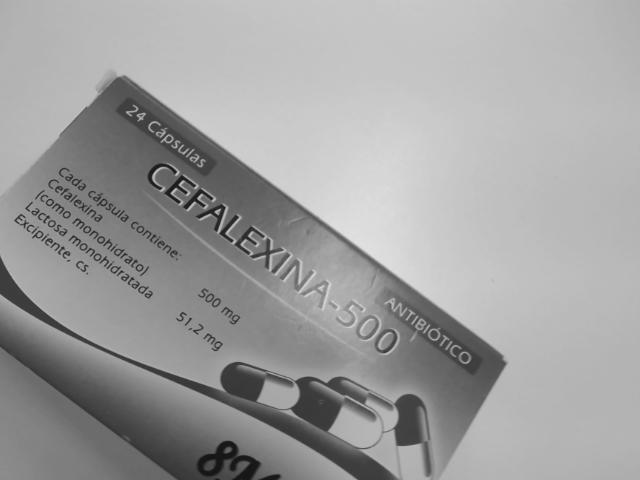 24 Cápsulas
CEFALEXINA-500
ANTIBIÓTICO
Cada cápsula contiene:
Cefalexina
(como monohidrato) 500 mg
Lactosa monohidratada 51,2 mg
Excipiente, cs.